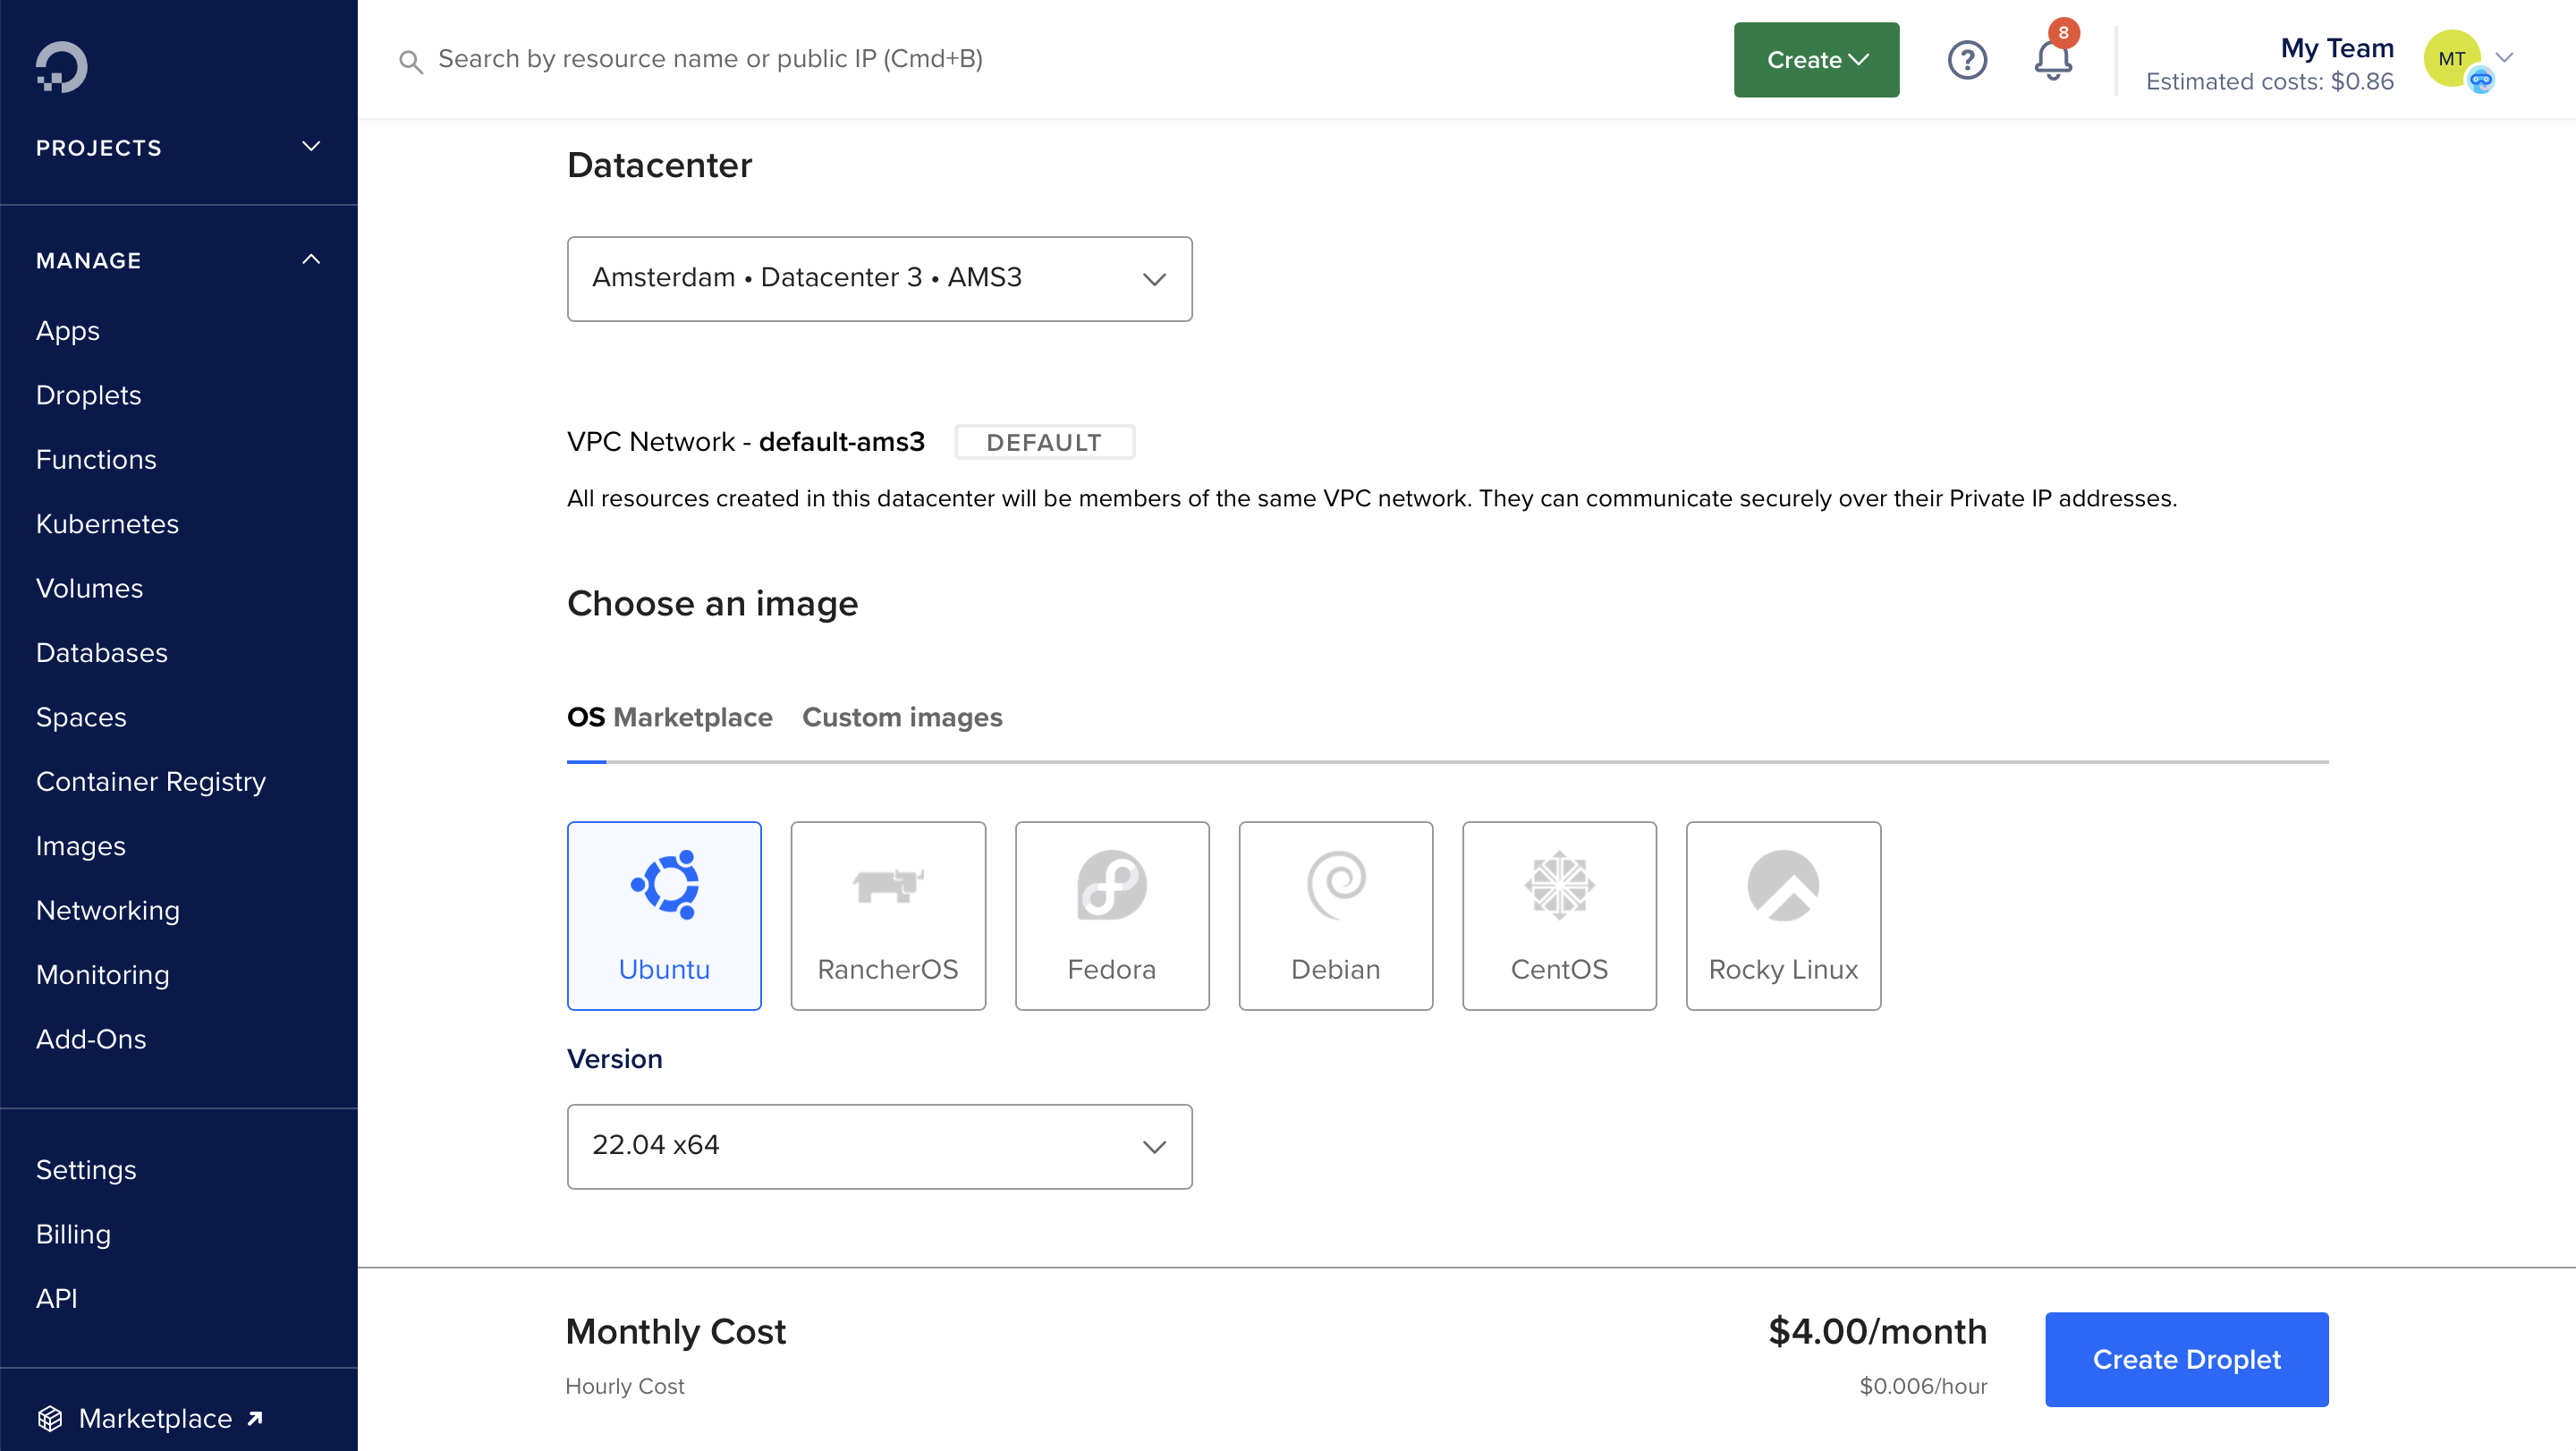 PROJECTS
MANAGE
Apps
Droplets
Functions
Kubernetes
Volumes
Databases
Spaces
Container Registry
Images
Networking
Monitoring
Add-Ons
Settings
Billing
API
Marketplace
Search by resource name or public IP (Cmd+B)
Create
8
My Team
Estimated costs: $0.86
MT
Datacenter
Amsterdam • Datacenter 3 • AMS3
VPC Network - default-ams3 DEFAULT
All resources created in this datacenter will be members of the same VPC network. They can communicate securely over their Private IP addresses.
Choose an image
OS Marketplace Custom images
Ubuntu RancherOS Fedora Debian CentOS Rocky Linux
Version
22.04 x64
Monthly Cost $4.00/month
Hourly Cost $0.006/hour
Create Droplet